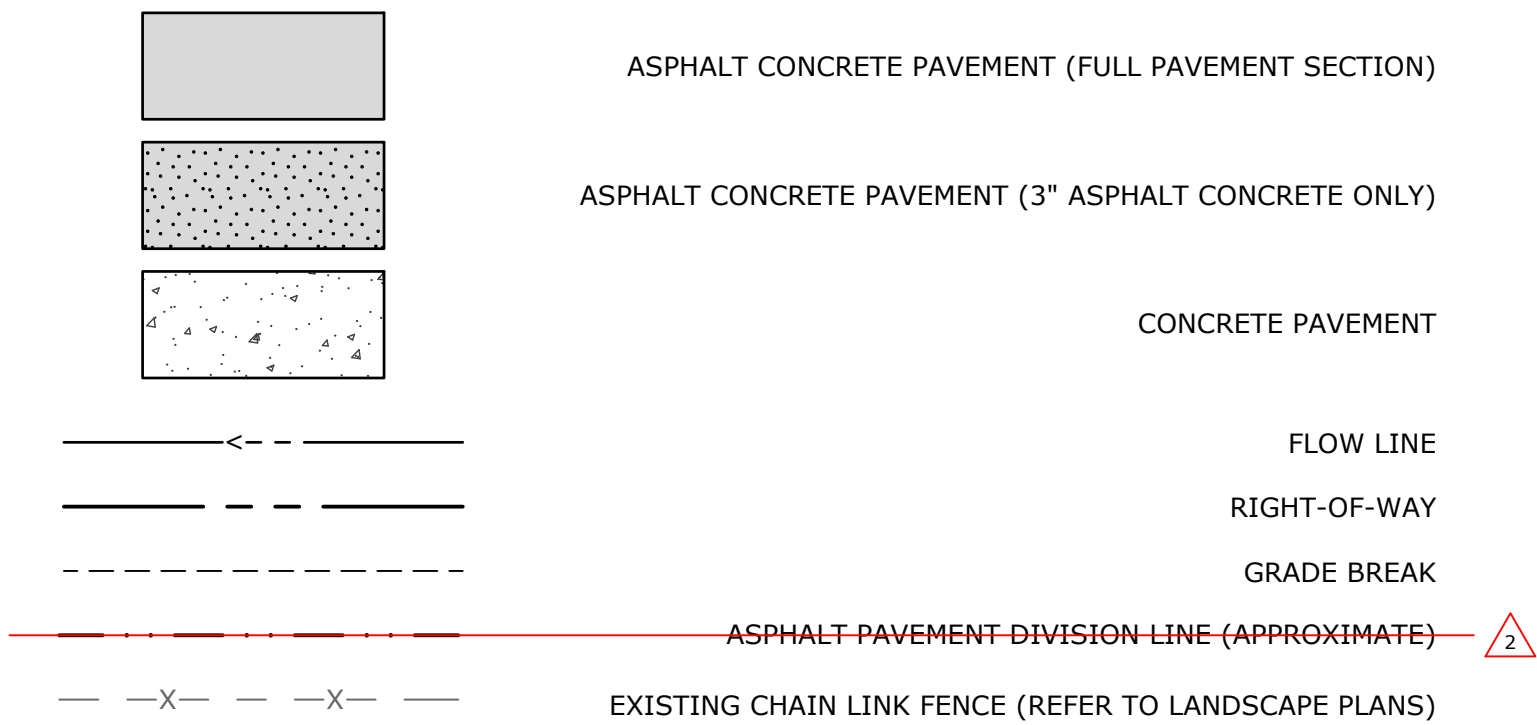 ASPHALT CONCRETE PAVEMENT (FULL PAVEMENT SECTION)
ASPHALT CONCRETE PAVEMENT (3" ASPHALT CONCRETE ONLY)
CONCRETE PAVEMENT
FLOW LINE
RIGHT-OF-WAY
GRADE BREAK
ASPHALT PAVEMENT DIVISION LINE (APPROXIMATE) 2
X X EXISTING CHAIN LINK FENCE (REFER TO LANDSCAPE PLANS)